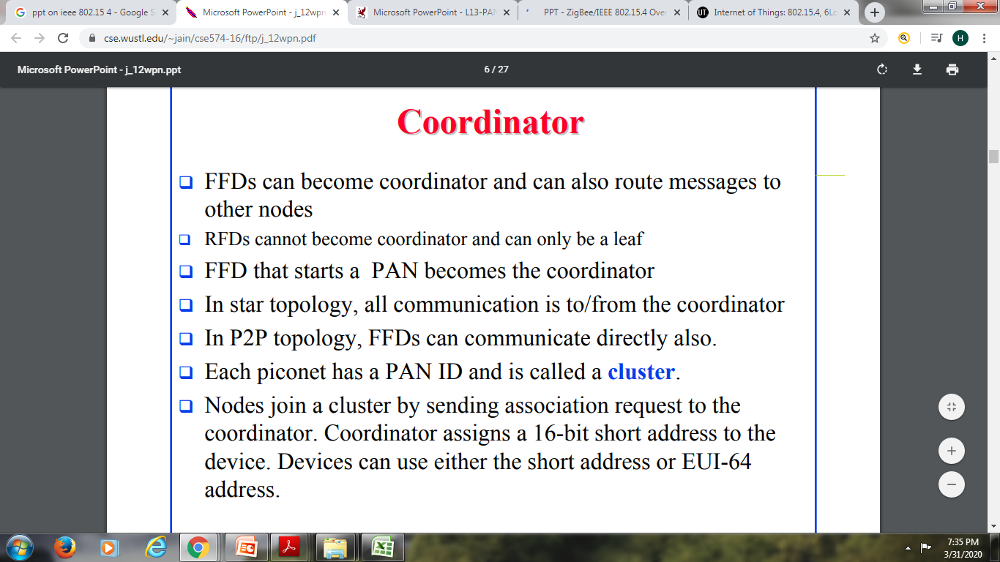 ppt on ieee 802.15 4 - Google S
Microsoft PowerPoint - j_12wpn
Microsoft PowerPoint - L13-PAN
PPT - ZigBee/IEEE 802.15.4 Over
UT
Internet of Things: 802.15.4, 6Lo
cse.wustl.edu/~jain/cse574-16/ftp/j_12wpn.pdf
H
Microsoft PowerPoint - j_12wpn.ppt
6 / 27
Coordinator
FFDs can become coordinator and can also route messages to
other nodes
RFDs cannot become coordinator and can only be a leaf
FFD that starts a PAN becomes the coordinator
In star topology, all communication is to/from the coordinator
In P2P topology, FFDs can communicate directly also.
Each piconet has a PAN ID and is called a cluster.
Nodes join a cluster by sending association request to the
coordinator. Coordinator assigns a 16-bit short address to the
device. Devices can use either the short address or EUI-64
address.
7:35 PM
3/31/2020